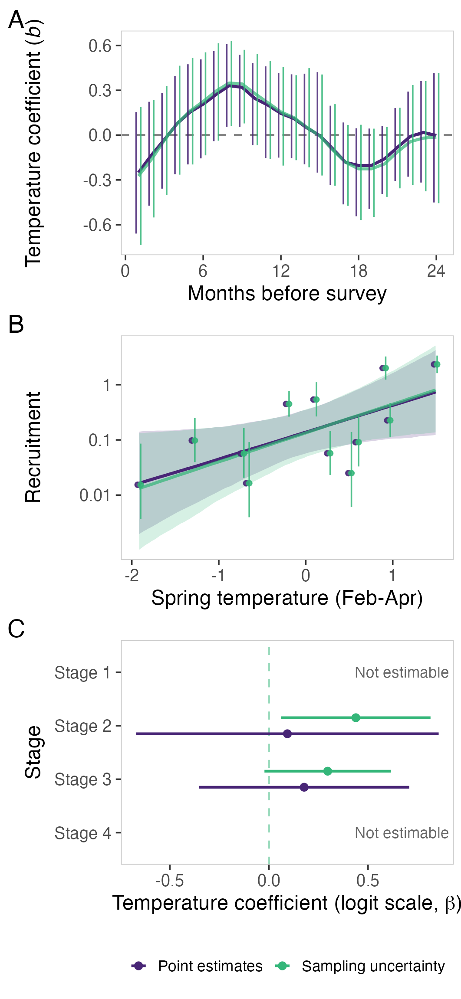 A
Temperature coefficient (b)
0.6
0.3
0.0
-0.3
-0.6
0 6 12 18 24
Months before survey
B
Recruitment
1
0.1
0.01
-2 -1 0 1
Spring temperature (Feb-Apr)
C
Stage
Stage 1 Not estimable
Stage 2
Stage 3
Stage 4 Not estimable
-0.5 0.0 0.5
Temperature coefficient (logit scale, β)
Point estimates Sampling uncertainty